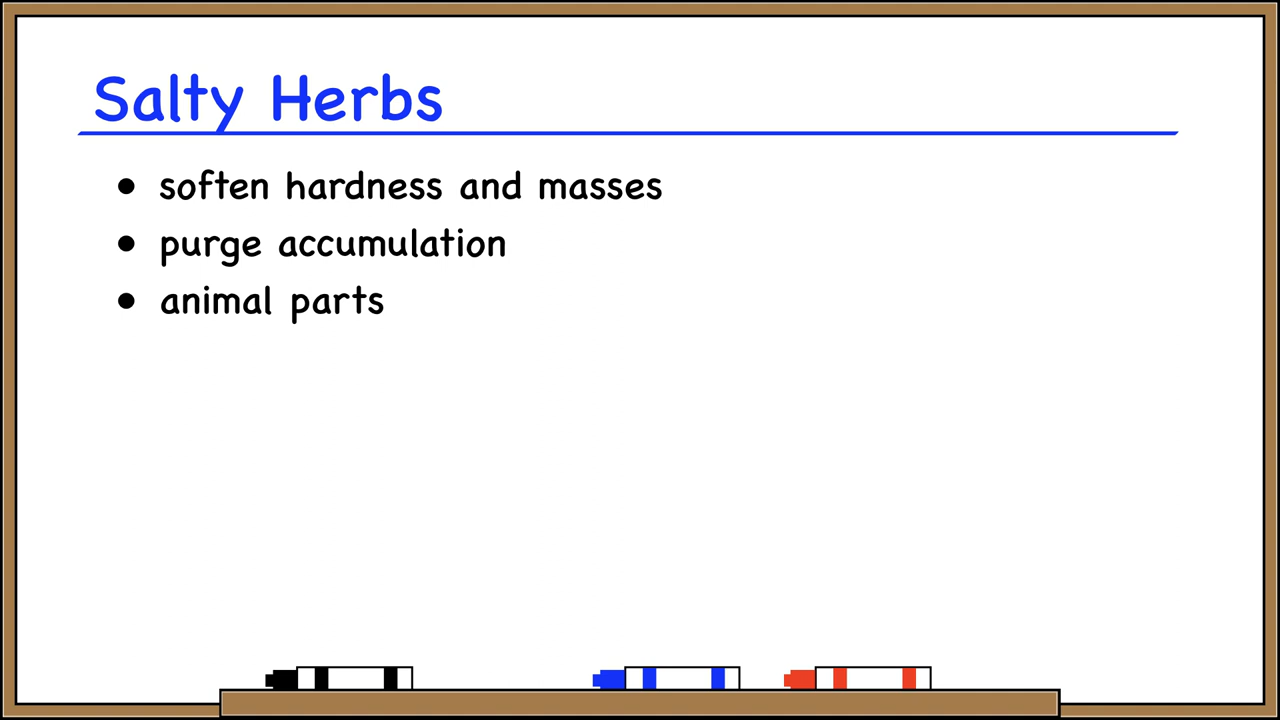 Salty Herbs
• soften hardness and masses
• purge accumulation
• animal parts